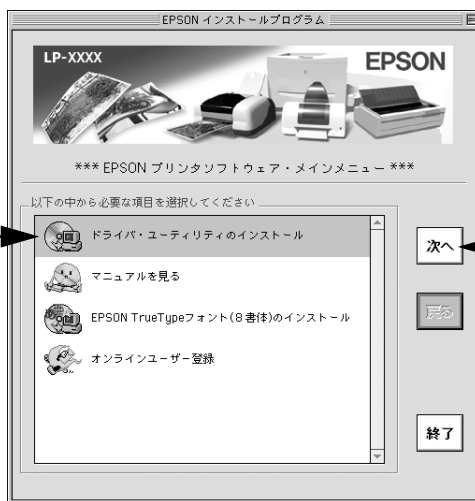 EPSON インストールプログラム
LP-XXXX
EPSON
*** EPSON プリンタソフトウェア・メインメニュー ***
以下の中から必要な項目を選択してください
ドライバ・ユーティリティのインストール
マニュアルを見る
EPSON TrueTypeフォント(8書体)のインストール
オンラインユーザー登録
次へ
戻る
終了